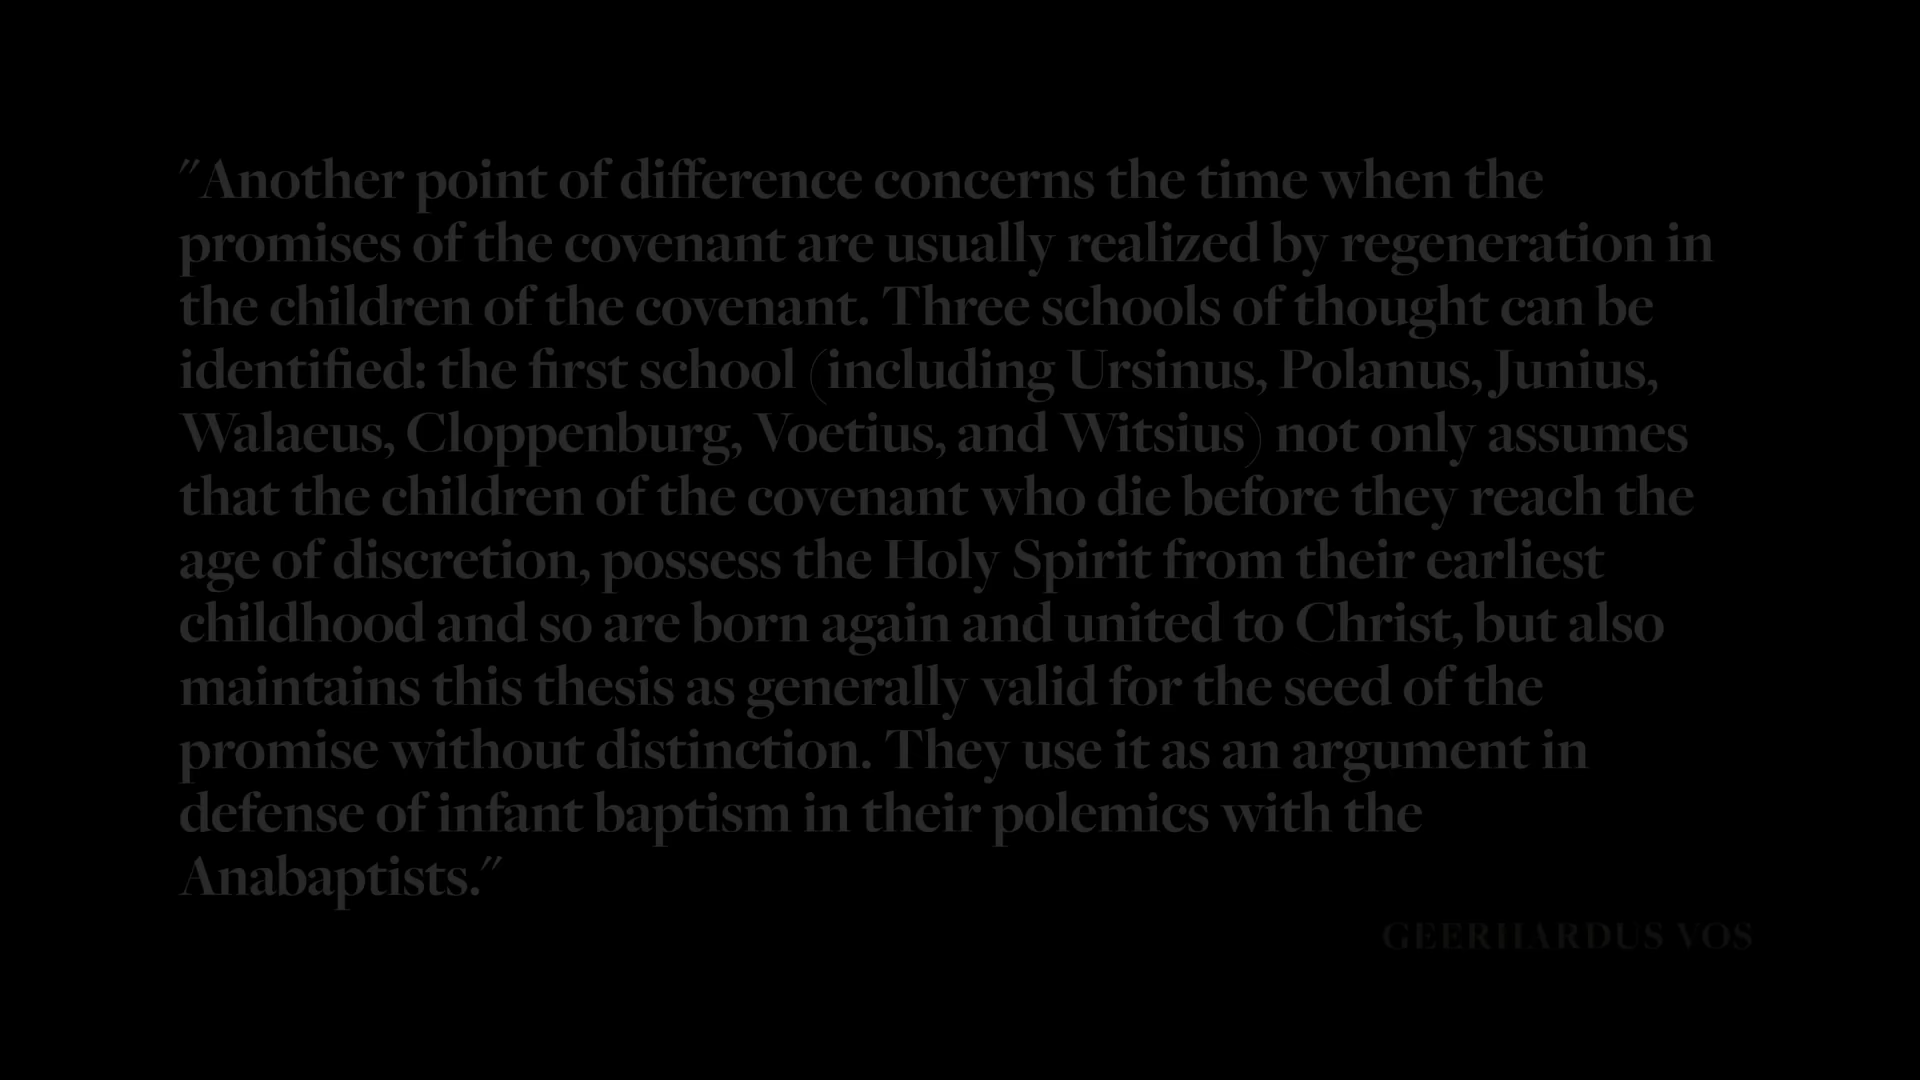 "Another point of difference concerns the time when the
promises of the covenant are usually realized by regeneration in
the children of the covenant. Three schools of thought can be
identified: the first school (including Ursinus, Polanus, Junius,
Walaeus, Cloppenburg, Voetius, and Witsius) not only assumes
that the children of the covenant who die before they reach the
age of discretion, possess the Holy Spirit from their earliest
childhood and so are born again and united to Christ, but also
maintains this thesis as generally valid for the seed of the
promise without distinction. They use it as an argument in
defense of infant baptism in their polemics with the
Anabaptists."
GEERHARDUS VOS